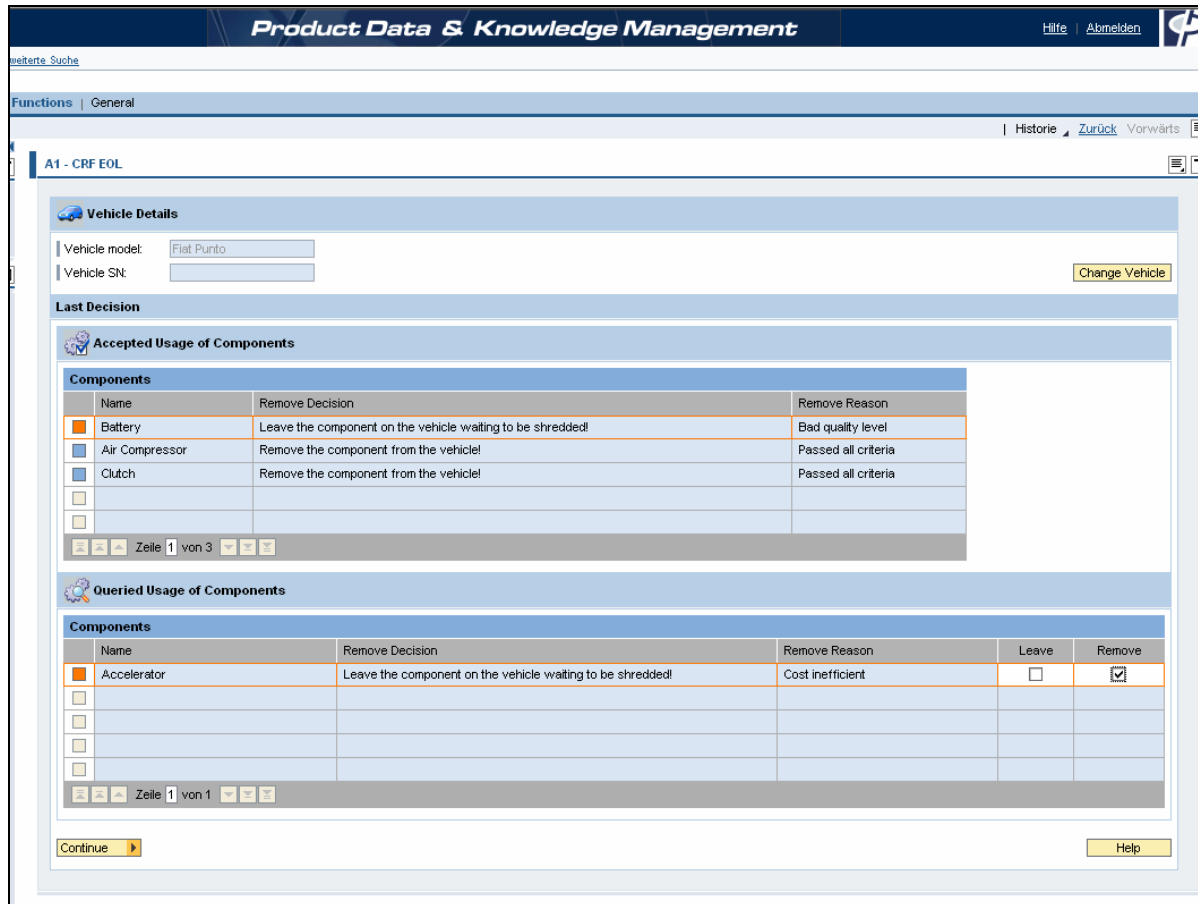 Product Data & Knowledge Management
Hilfe | Abmelden
weiterte Suche
Functions | General
| Historie Zurück Vorwärts
A1 - CRF EOL
Vehicle Details
Vehicle model: Fiat Punto
Vehicle SN:
Change Vehicle
Last Decision
Accepted Usage of Components
Components
Name Remove Decision Remove Reason
Battery Leave the component on the vehicle waiting to be shredded! Bad quality level
Air Compressor Remove the component from the vehicle! Passed all criteria
Clutch Remove the component from the vehicle! Passed all criteria
Zeile 1 von 3
Queried Usage of Components
Components
Name Remove Decision Remove Reason Leave Remove
Accelerator Leave the component on the vehicle waiting to be shredded! Cost inefficient
Zeile 1 von 1
Continue
Help